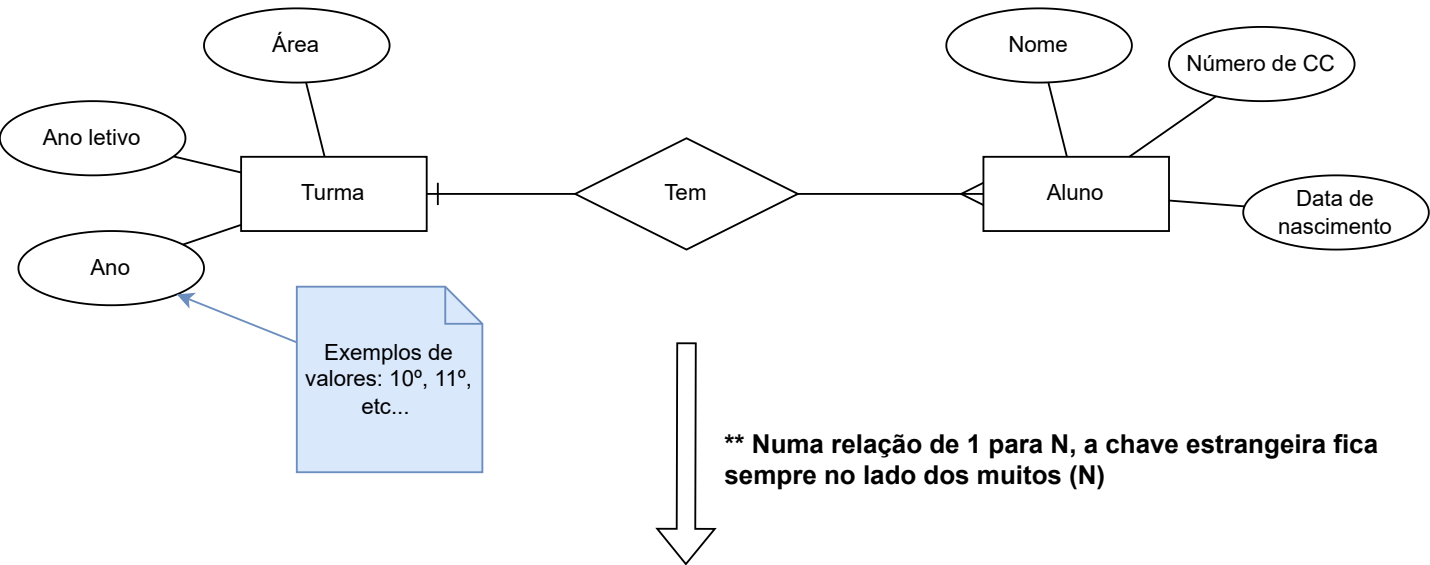 Área
Nome
Número de CC
Ano letivo
Turma
Tem
Aluno
Data de
nascimento
Ano
Exemplos de
valores: 10º, 11º,
etc...
** Numa relação de 1 para N, a chave estrangeira fica
sempre no lado dos muitos (N)